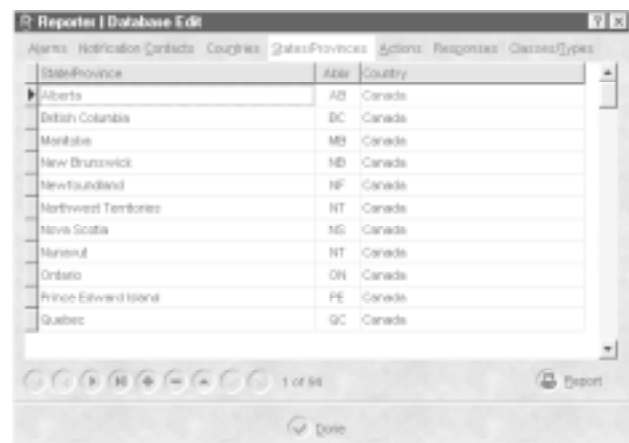 Reporter | Database Edit
Alarms Notification Contacts Countries States/Provinces Actions Responses Classes/Types
State/Province Abbr Country
Alberta AB Canada
British Columbia BC Canada
Manitoba MB Canada
New Brunswick NB Canada
Newfoundland NF Canada
Northwest Territories NT Canada
Nova Scotia NS Canada
Nunavut NT Canada
Ontario ON Canada
Prince Edward Island PE Canada
Quebec QC Canada
1 of 94 Report
Done